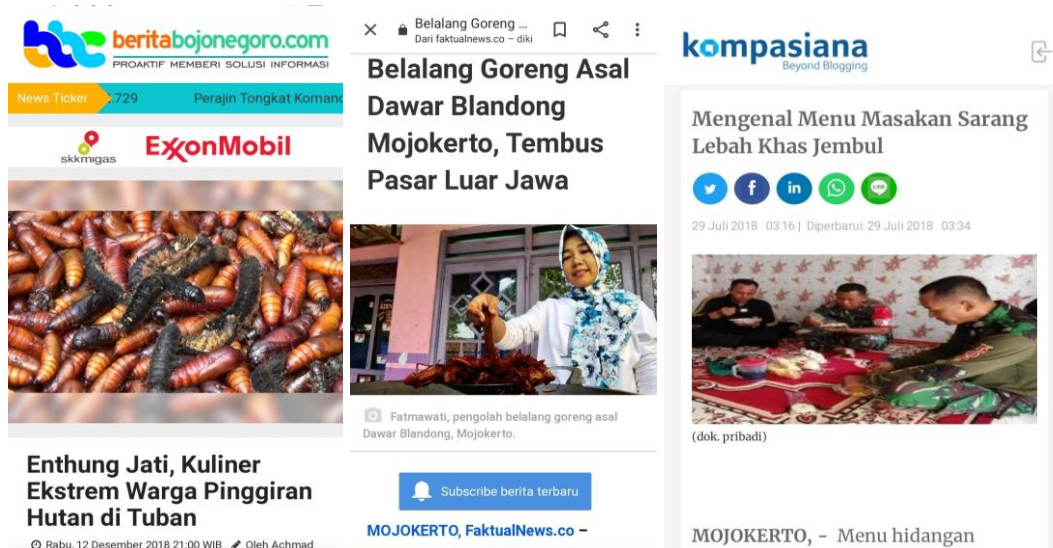 beritabojonegoro.com
PROAKTIF MEMBERI SOLUSI INFORMASI
News Ticker .729 Perajin Tongkat Komand
skkmigas ExxonMobil
Enthung Jati, Kuliner
Ekstrem Warga Pinggiran
Hutan di Tuban
Rabu, 12 Desember 2018 21:00 WIB Oleh Achmad
Belalang Goreng ...
Dari faktualnews.co – diki
Belalang Goreng Asal
Dawar Blandong
Mojokerto, Tembus
Pasar Luar Jawa
Fatmawati, pengolah belalang goreng asal
Dawar Blandong, Mojokerto.
Subscribe berita terbaru
MOJOKERTO, FaktualNews.co –
kompasiana
Beyond Blogging
Mengenal Menu Masakan Sarang
Lebah Khas Jembul
LINE
29 Juli 2018 03:16 | Diperbarui: 29 Juli 2018 03:34
(dok. pribadi)
MOJOKERTO, – Menu hidangan